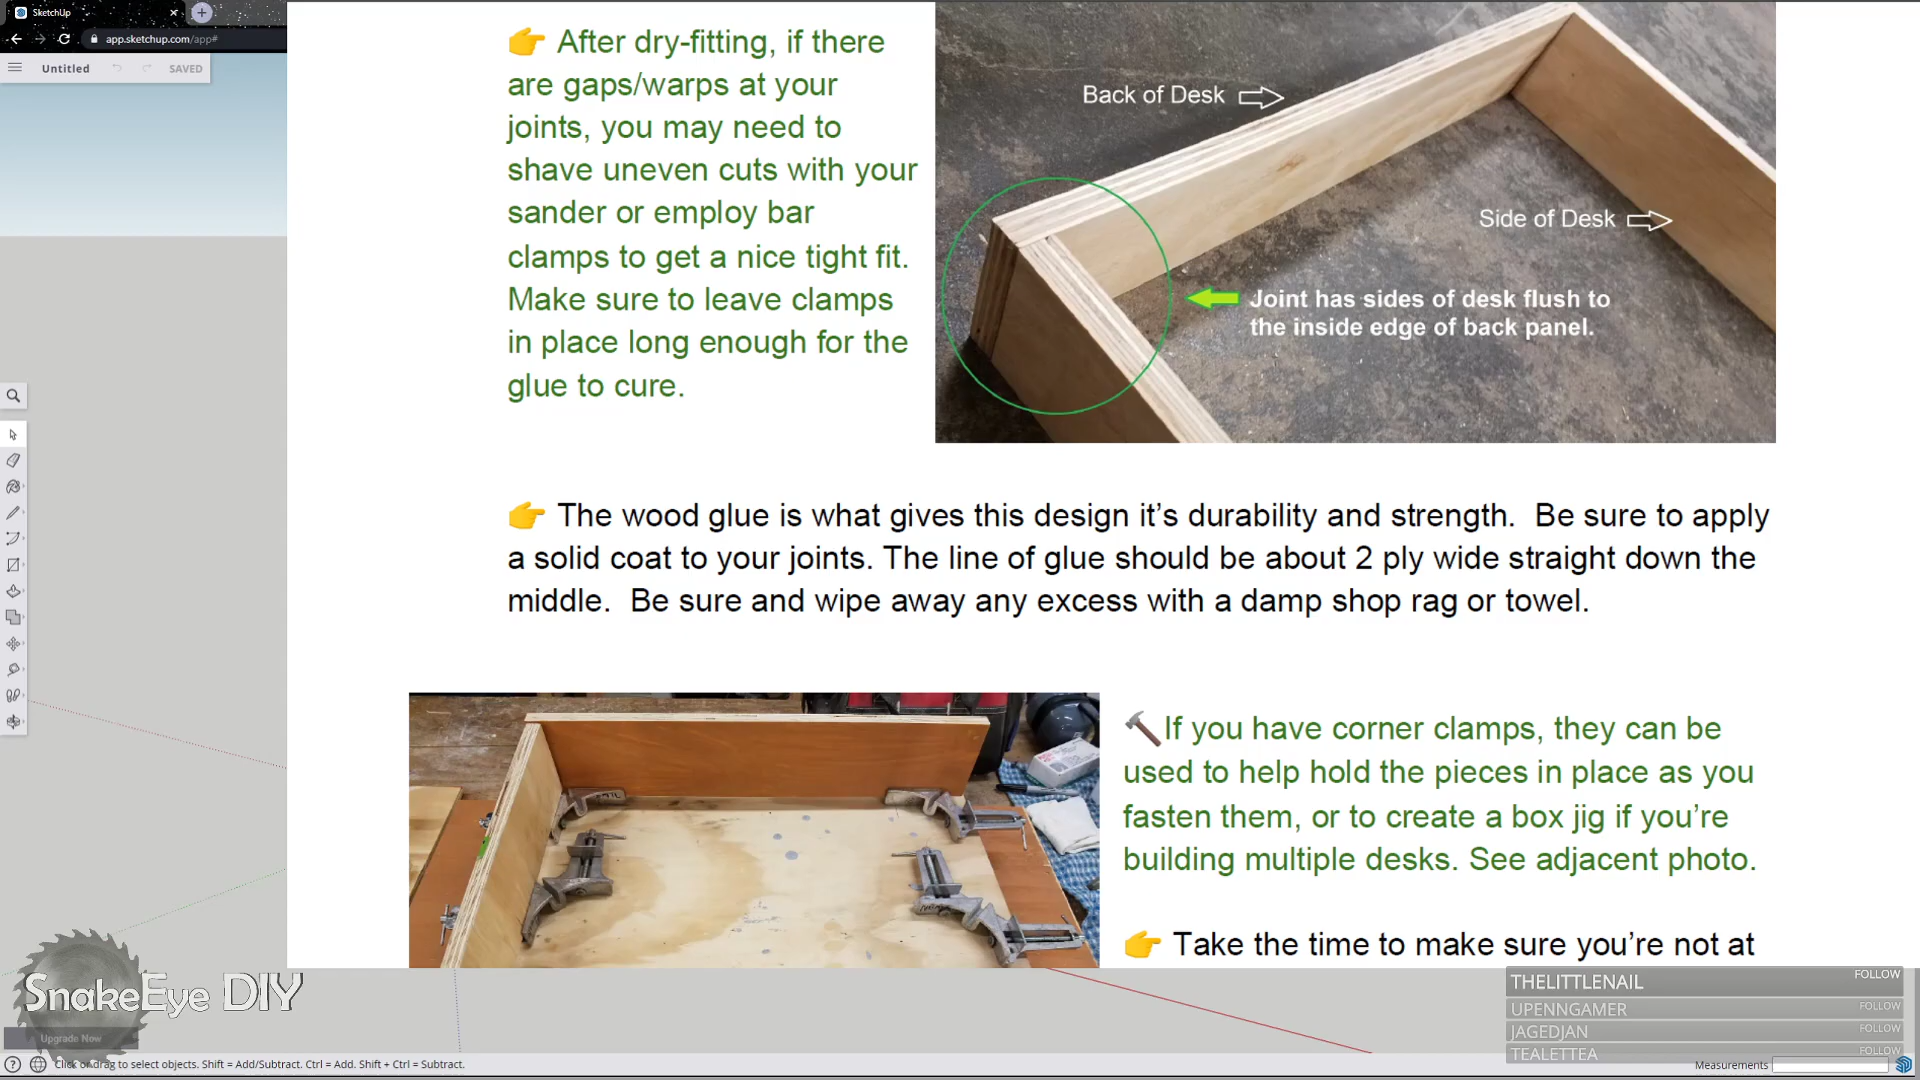 SketchUp
app.sketchup.com/app#
Untitled
SAVED
👉 After dry-fitting, if there
are gaps/warps at your
joints, you may need to
shave uneven cuts with your
sander or employ bar
clamps to get a nice tight fit.
Make sure to leave clamps
in place long enough for the
glue to cure.
Back of Desk
Side of Desk
Joint has sides of desk flush to
the inside edge of back panel.
👉 The wood glue is what gives this design it’s durability and strength.  Be sure to apply
a solid coat to your joints. The line of glue should be about 2 ply wide straight down the
middle.  Be sure and wipe away any excess with a damp shop rag or towel.
🔨If you have corner clamps, they can be
used to help hold the pieces in place as you
fasten them, or to create a box jig if you’re
building multiple desks. See adjacent photo.
👉 Take the time to make sure you’re not at
SnakeEye DIY
Upgrade Now
THELITTLENAIL FOLLOW
UPENNGAMER FOLLOW
JAGEDJAN FOLLOW
TEALETTEA FOLLOW
Click or drag to select objects. Shift = Add/Subtract. Ctrl = Add. Shift + Ctrl = Subtract.
Measurements